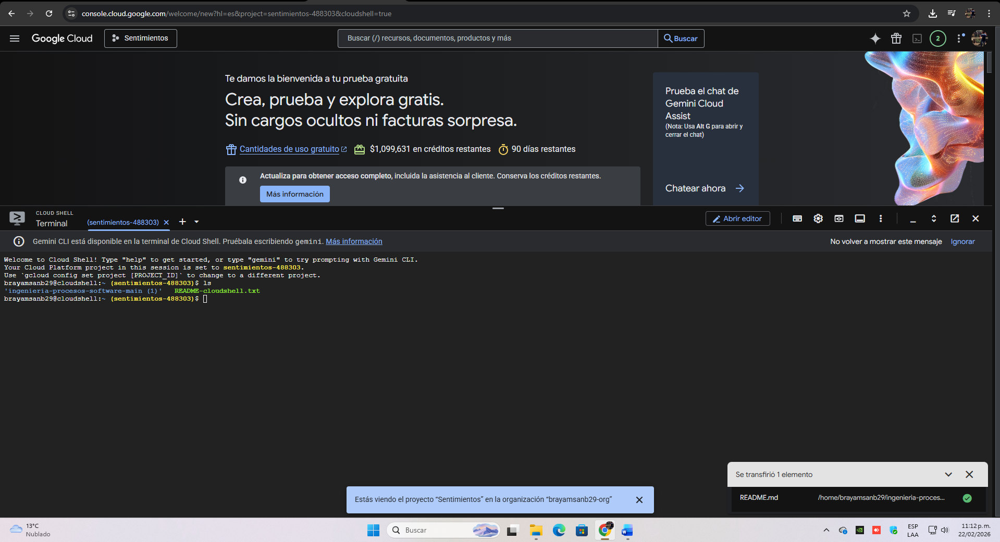 console.cloud.google.com/welcome/new?hl=es&project=sentimientos-488303&cloudshell=true
Google Cloud
Sentimientos
Buscar (/) recursos, documentos, productos y más
Buscar
2
Te damos la bienvenida a tu prueba gratuita
Crea, prueba y explora gratis.
Sin cargos ocultos ni facturas sorpresa.
Cantidades de uso gratuito
$1,099,631 en créditos restantes
90 días restantes
Actualiza para obtener acceso completo, incluida la asistencia al cliente. Conserva los créditos restantes.
Más información
Prueba el chat de
Gemini Cloud
Assist
(Nota: Usa Alt G para abrir y
cerrar el chat)
Chatear ahora
CLOUD SHELL
Terminal
(sentimientos-488303)
Abrir editor
Gemini CLI está disponible en la terminal de Cloud Shell. Pruébala escribiendo gemini. Más información
No volver a mostrar este mensaje
Ignorar
Welcome to Cloud Shell! Type "help" to get started, or type "gemini" to try prompting with Gemini CLI.
Your Cloud Platform project in this session is set to sentimientos-488303.
Use `gcloud config set project [PROJECT_ID]` to change to a different project.
brayamsanb29@cloudshell:~ (sentimientos-488303)$ ls
'ingenieria-procesos-software-main (1)'   README-cloudshell.txt
brayamsanb29@cloudshell:~ (sentimientos-488303)$
Se transfirió 1 elemento
README.md
/home/brayamsanb29/ingenieria-proces...
Estás viendo el proyecto “Sentimientos” en la organización “brayamsanb29-org”
13°C
Nublado
Buscar
ESP
LAA
11:12 p. m.
22/02/2026